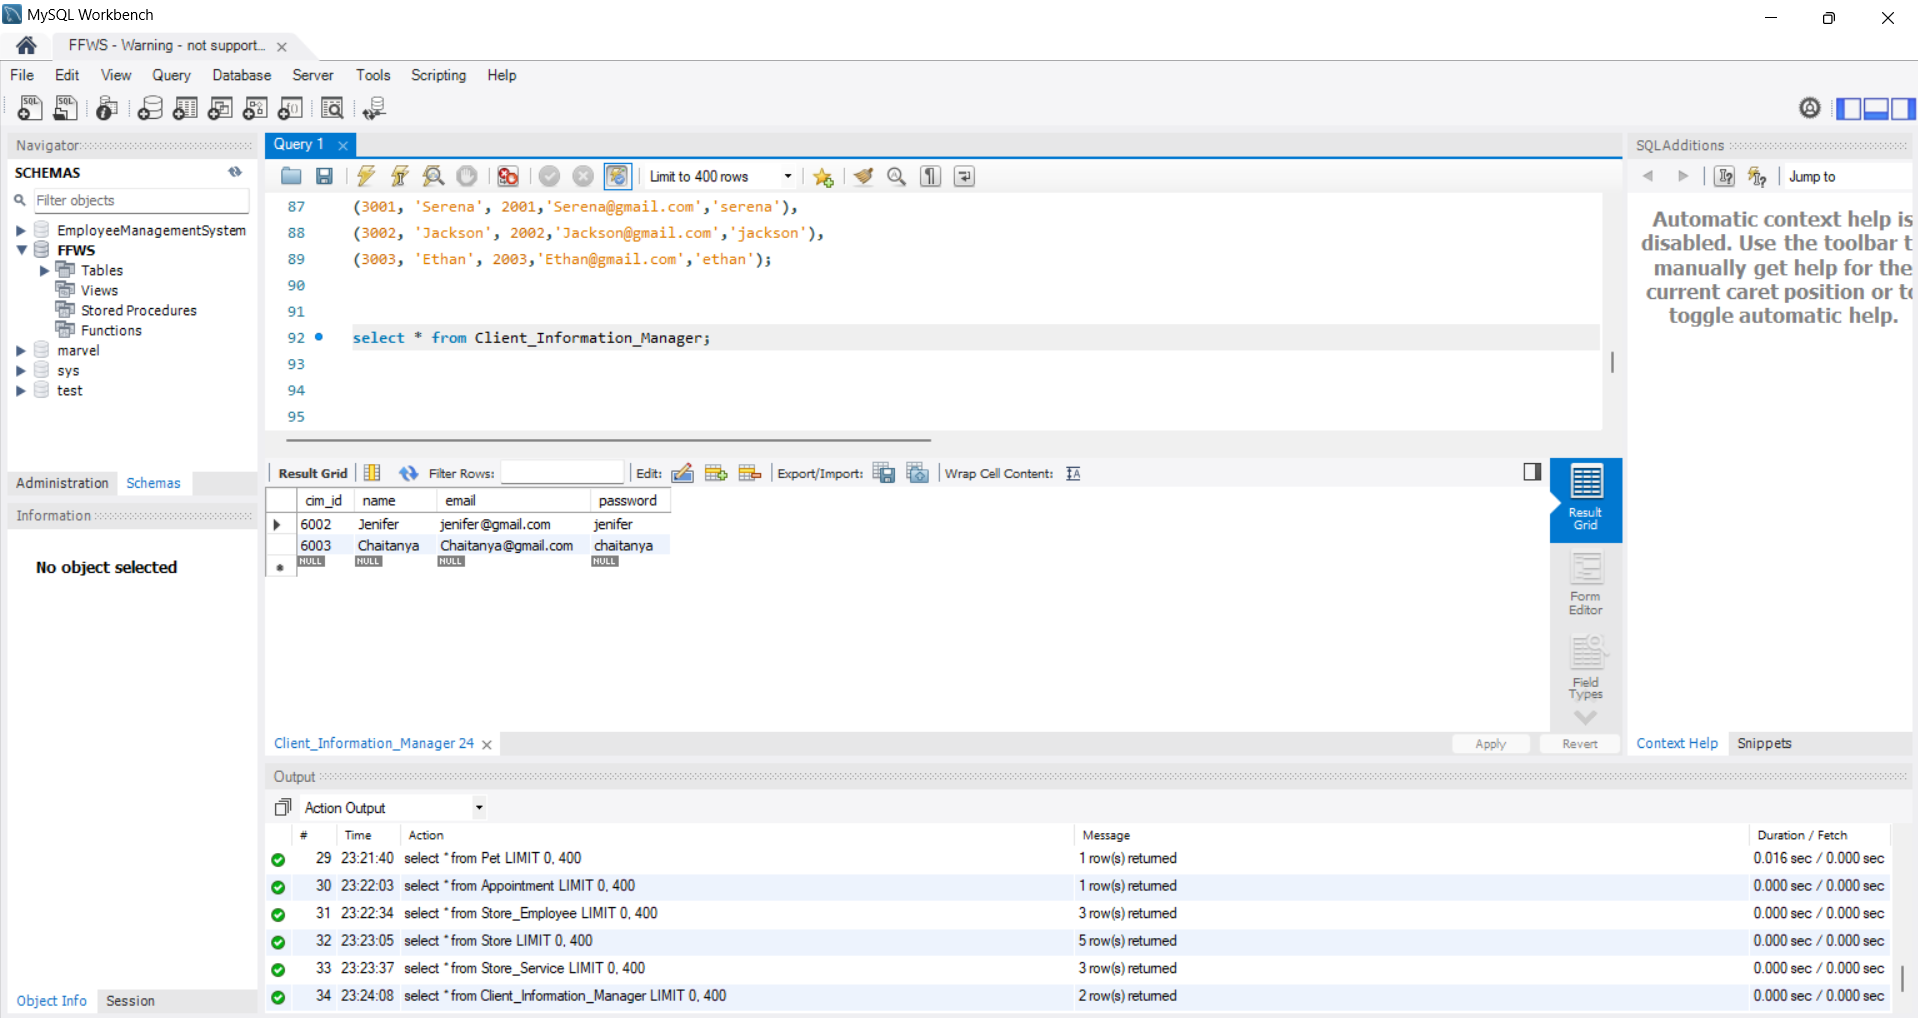 MySQL Workbench
FFWS - Warning - not support...
File Edit View Query Database Server Tools Scripting Help
Navigator
SCHEMAS
Filter objects
EmployeeManagementSystem
FFWS
Tables
Views
Stored Procedures
Functions
marvel
sys
test
Administration Schemas
Information
No object selected
Object Info Session
Query 1
Limit to 400 rows
87 (3001, 'Serena', 2001,'Serena@gmail.com','serena'),
88 (3002, 'Jackson', 2002,'Jackson@gmail.com','jackson'),
89 (3003, 'Ethan', 2003,'Ethan@gmail.com','ethan');
90
91
92 select * from Client_Information_Manager;
93
94
95
Result Grid Filter Rows: Edit: Export/Import: Wrap Cell Content:
cim_id name email password
6002 Jenifer jenifer@gmail.com jenifer
6003 Chaitanya Chaitanya@gmail.com chaitanya
NULL NULL NULL NULL
Result
Grid
Form
Editor
Field
Types
Client_Information_Manager 24
Apply Revert
SQLAdditions
Jump to
Automatic context help is
disabled. Use the toolbar t
manually get help for the
current caret position or to
toggle automatic help.
Context Help Snippets
Output
Action Output
# Time Action Message Duration / Fetch
29 23:21:40 select * from Pet LIMIT 0, 400 1 row(s) returned 0.016 sec / 0.000 sec
30 23:22:03 select * from Appointment LIMIT 0, 400 1 row(s) returned 0.000 sec / 0.000 sec
31 23:22:34 select * from Store_Employee LIMIT 0, 400 3 row(s) returned 0.000 sec / 0.000 sec
32 23:23:05 select * from Store LIMIT 0, 400 5 row(s) returned 0.000 sec / 0.000 sec
33 23:23:37 select * from Store_Service LIMIT 0, 400 3 row(s) returned 0.000 sec / 0.000 sec
34 23:24:08 select * from Client_Information_Manager LIMIT 0, 400 2 row(s) returned 0.000 sec / 0.000 sec